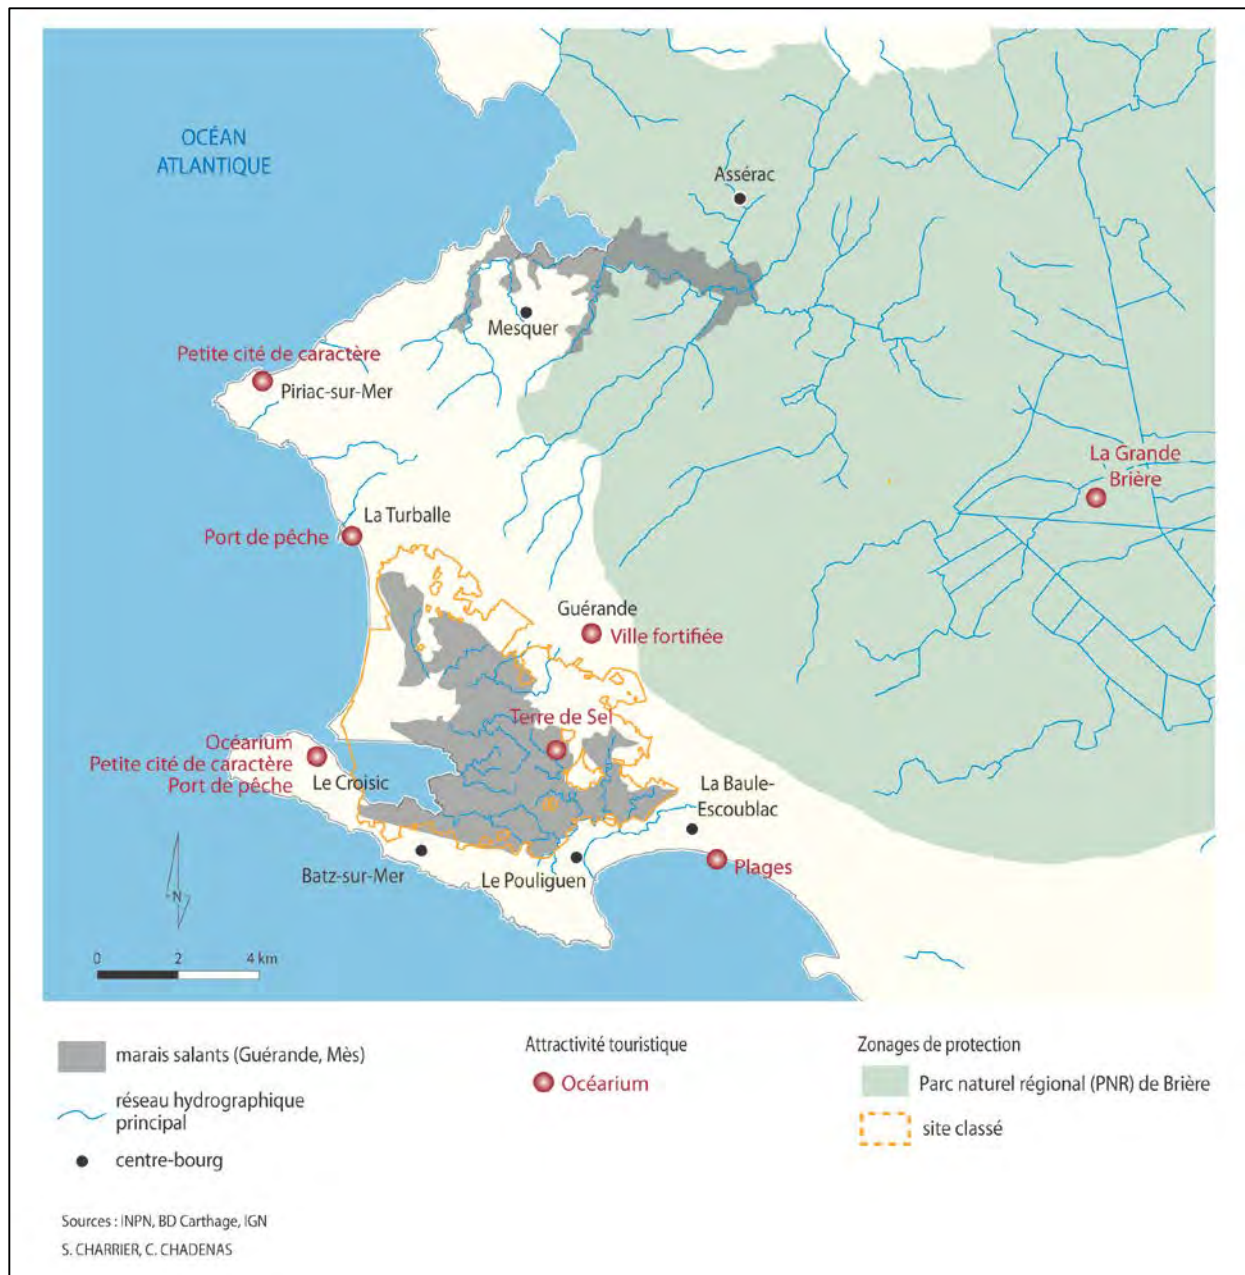 OCÉAN
ATLANTIQUE
Assérac
Mesquer
Petite cité de caractère
Piriac-sur-Mer
La Grande
Brière
La Turballe
Port de pêche
Guérande
Ville fortifiée
Terre de Sel
Océarium
Petite cité de caractère
Port de pêche
Le Croisic
La Baule-
Escoublac
Plages
Batz-sur-Mer
Le Pouliguen
N
0 2 4 km
marais salants (Guérande, Mès)
réseau hydrographique
principal
centre-bourg
Attractivité touristique
Océarium
Zonages de protection
Parc naturel régional (PNR) de Brière
site classé
Sources : INPN, BD Carthage, IGN
S. CHARRIER, C. CHADENAS